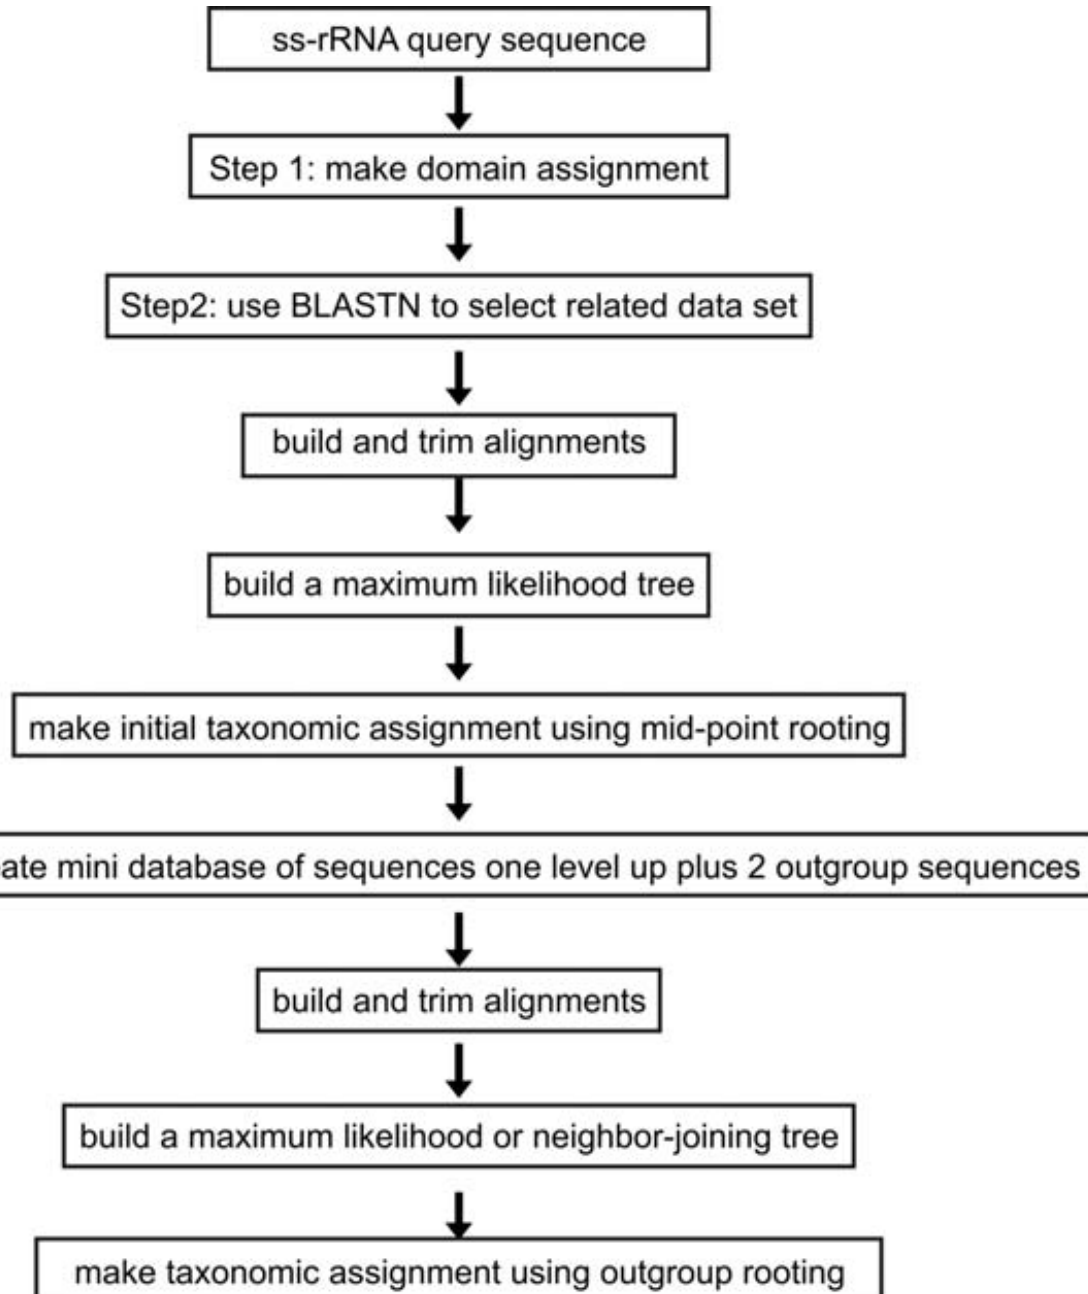 ss-rRNA query sequence
Step 1: make domain assignment
Step2: use BLASTN to select related data set
build and trim alignments
build a maximum likelihood tree
make initial taxonomic assignment using mid-point rooting
mini database of sequences one level up plus 2 outgroup sequences
build and trim alignments
build a maximum likelihood or neighbor-joining tree
make taxonomic assignment using outgroup rooting